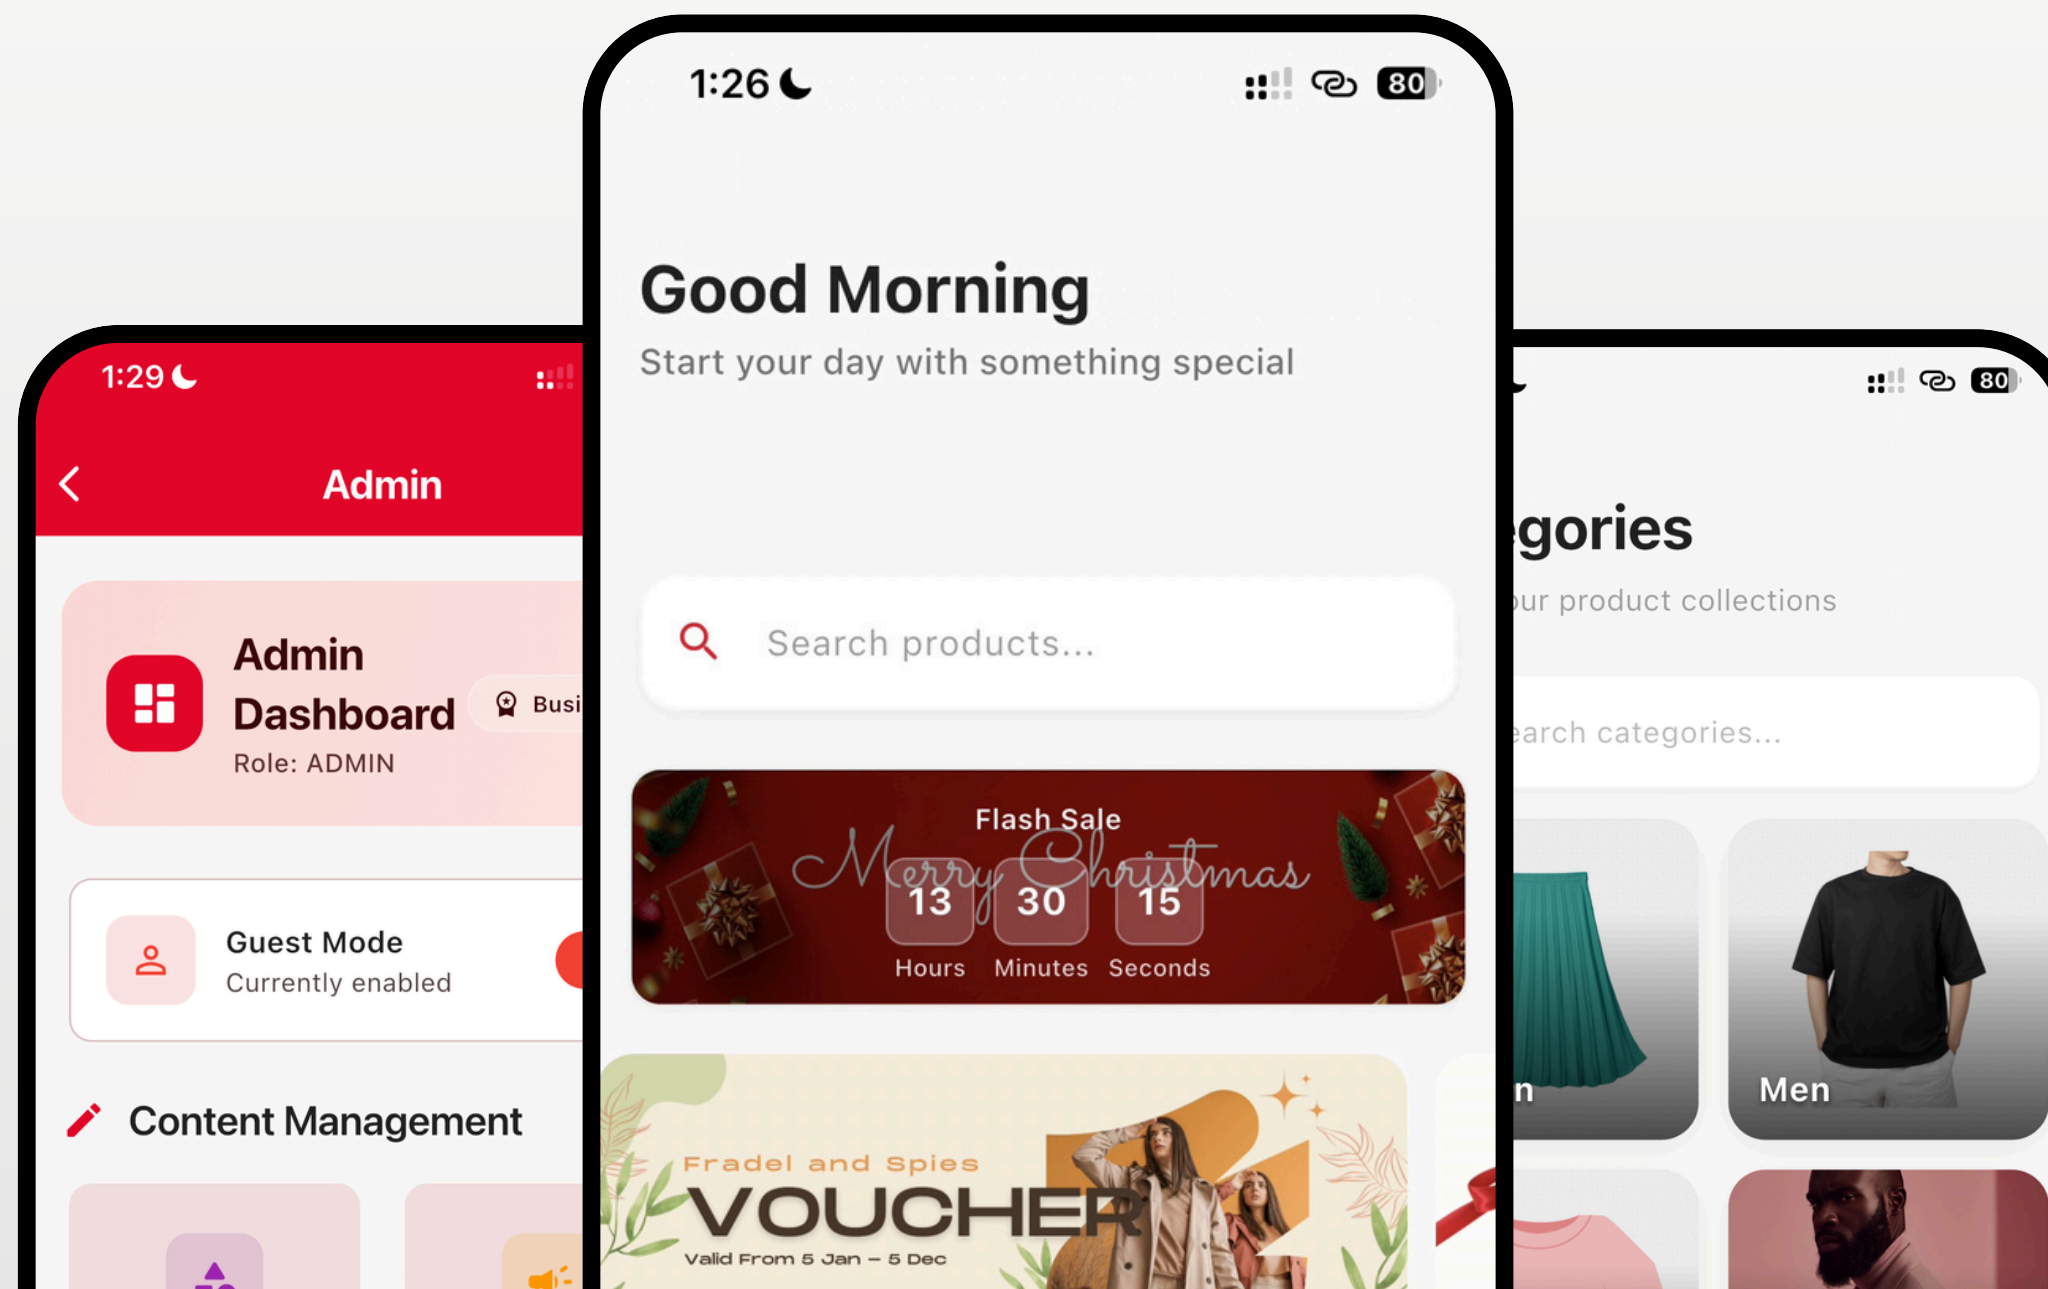 1:29
Admin
Admin
Dashboard
Role: ADMIN
Busi
Guest Mode
Currently enabled
Content Management
1:26
80
Good Morning
Start your day with something special
Search products...
Flash Sale
Merry Christmas
13 30 15
Hours Minutes Seconds
Fradel and Spies
VOUCHER
Valid From 5 Jan – 5 Dec
80
egories
our product collections
earch categories...
n
Men